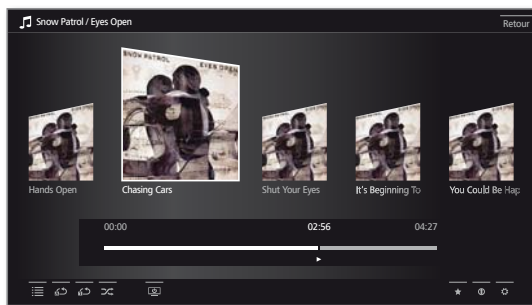 Snow Patrol / Eyes Open
Retour
SNOW PATROL EYES OPEN
Hands Open
Chasing Cars
Shut Your Eyes
It's Beginning To
You Could Be Hap
00:00 02:56 04:27